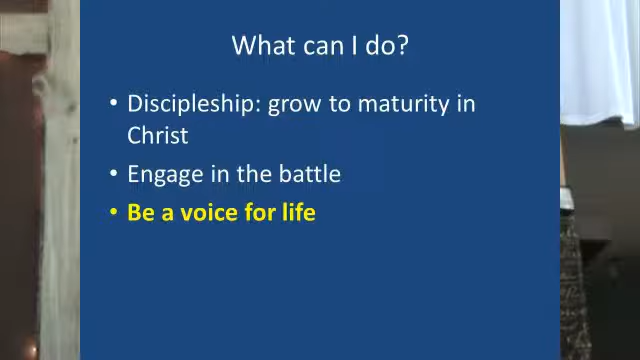 What can I do?
• Discipleship: grow to maturity in
Christ
• Engage in the battle
• Be a voice for life